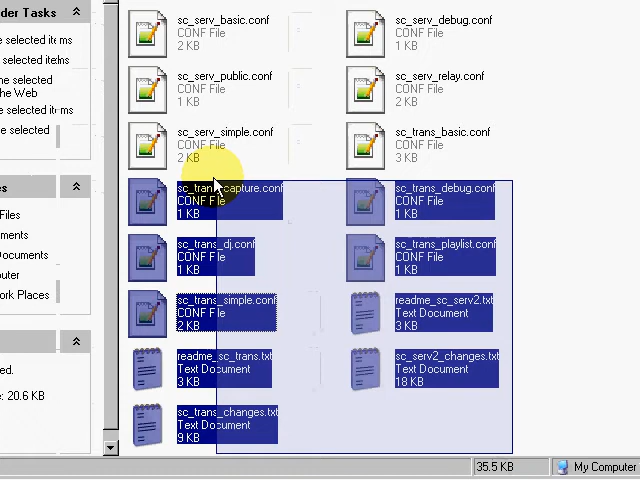 der Tasks
e selected items
e selected items
he selected
he Web
e selected items
e selected
es
Files
ments
Documents
puter
ork Places
ed.
: 20.6 KB
sc_serv_basic.conf
CONF File
2 KB
sc_serv_debug.conf
CONF File
1 KB
sc_serv_public.conf
CONF File
1 KB
sc_serv_relay.conf
CONF File
2 KB
sc_serv_simple.conf
CONF File
2 KB
sc_trans_basic.conf
CONF File
3 KB
sc_trans_capture.conf
CONF File
1 KB
sc_trans_debug.conf
CONF File
1 KB
sc_trans_dj.conf
CONF File
1 KB
sc_trans_playlist.conf
CONF File
1 KB
sc_trans_simple.conf
CONF File
2 KB
readme_sc_serv2.txt
Text Document
3 KB
readme_sc_trans.txt
Text Document
3 KB
sc_serv2_changes.txt
Text Document
18 KB
sc_trans_changes.txt
Text Document
9 KB
35.5 KB
My Computer